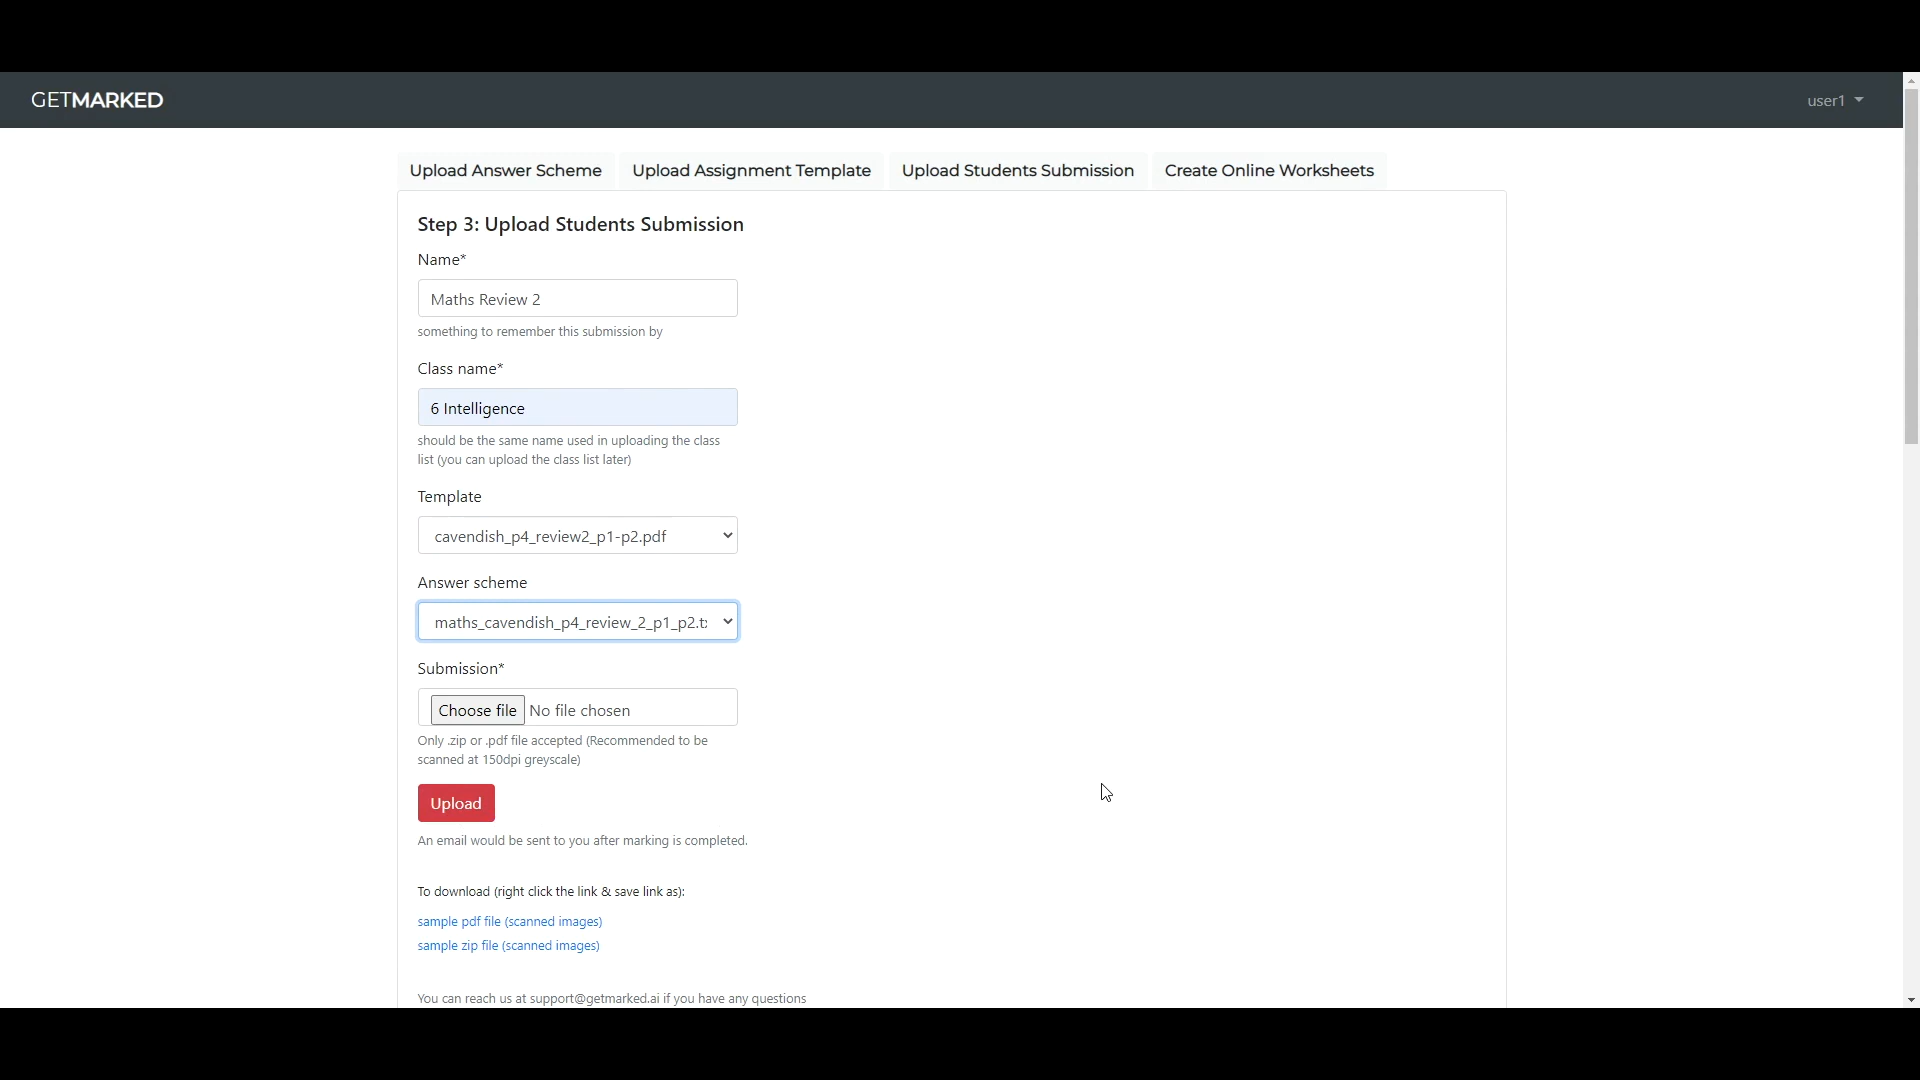 GETMARKED
user1
Upload Answer Scheme
Upload Assignment Template
Upload Students Submission
Create Online Worksheets
Step 3: Upload Students Submission
Name*
Maths Review 2
something to remember this submission by
Class name*
6 Intelligence
should be the same name used in uploading the class
list (you can upload the class list later)
Template
cavendish_p4_review2_p1-p2.pdf
Answer scheme
maths_cavendish_p4_review_2_p1_p2.t
Submission*
Choose file No file chosen
Only .zip or .pdf file accepted (Recommended to be
scanned at 150dpi greyscale)
Upload
An email would be sent to you after marking is completed.
To download (right click the link & save link as):
sample pdf file (scanned images)
sample zip file (scanned images)
You can reach us at support@getmarked.ai if you have any questions